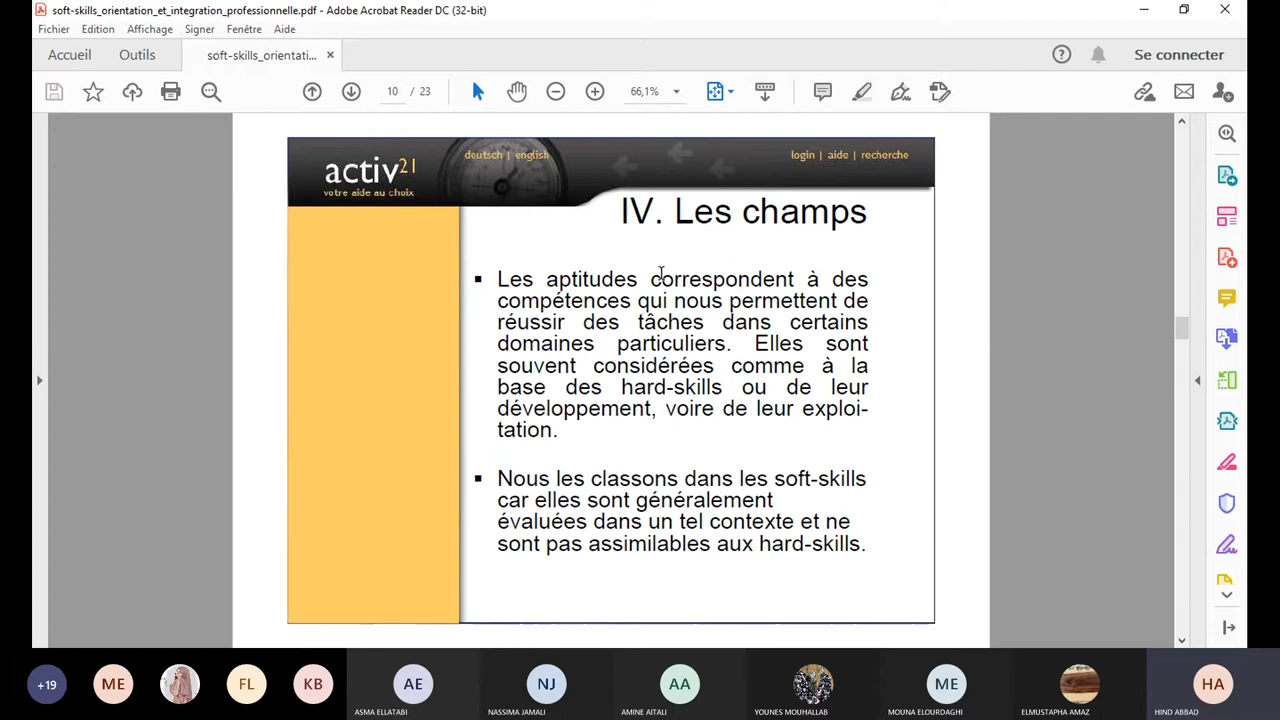 soft-skills_orientation_et_integration_professionnelle.pdf - Adobe Acrobat Reader DC (32-bit)
Fichier Edition Affichage Signer Fenêtre Aide
Accueil Outils soft-skills_orientati... Se connecter
10 / 23 66,1%
activ21
votre aide au choix
deutsch | english
login | aide | recherche
IV. Les champs
▪ Les aptitudes correspondent à des
compétences qui nous permettent de
réussir des tâches dans certains
domaines particuliers. Elles sont
souvent considérées comme à la
base des hard-skills ou de leur
développement, voire de leur exploi-
tation.
▪ Nous les classons dans les soft-skills
car elles sont généralement
évaluées dans un tel contexte et ne
sont pas assimilables aux hard-skills.
+19 ME FL KB AE NJ AA ME HA
ASMA ELLATABI NASSIMA JAMALI AMINE AITALI YOUNES MOUHALLAB MOUNA ELOURDAGHI ELMUSTAPHA AMAZ HIND ABBAD